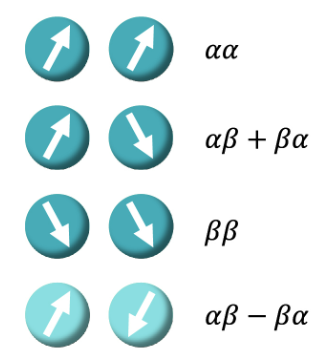 αα
αβ + βα
ββ
αβ − βα